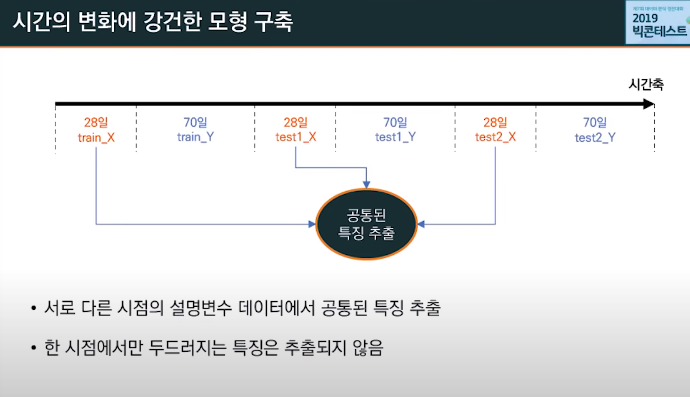 시간의 변화에 강건한 모형 구축
2019
빅콘테스트
시간축
28일 70일 28일 70일 28일 70일
train_X train_Y test1_X test1_Y test2_X test2_Y
공통된
특징 추출
• 서로 다른 시점의 설명변수 데이터에서 공통된 특징 추출
• 한 시점에서만 두드러지는 특징은 추출되지 않음